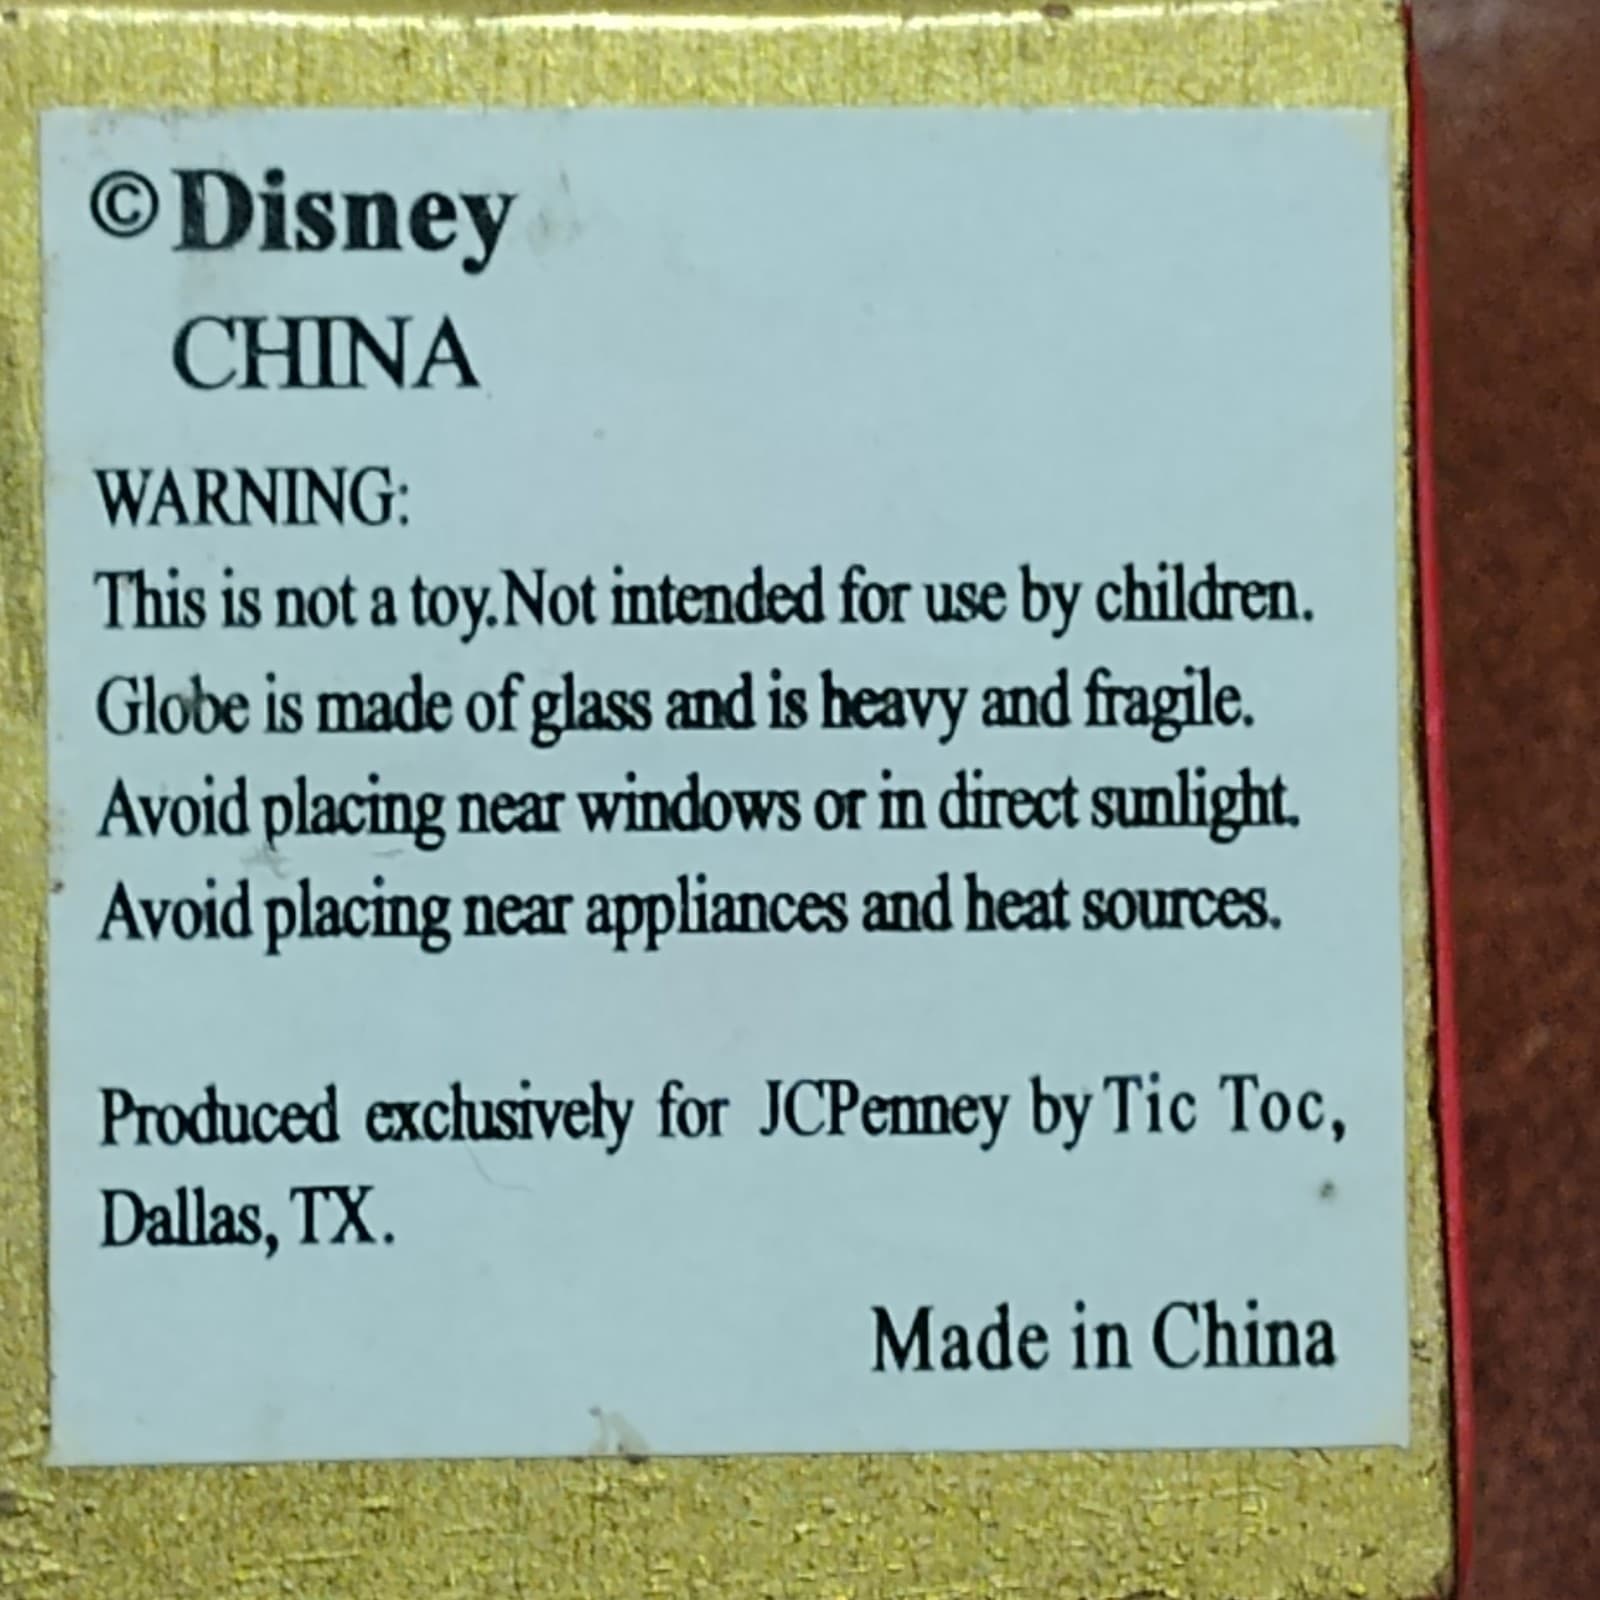 ©Disney
CHINA
WARNING:
This is not a toy.Not intended for use by children.
Globe is made of glass and is heavy and fragile.
Avoid placing near windows or in direct sunlight.
Avoid placing near appliances and heat sources.
Produced exclusively for JCPenney by Tic Toc,
Dallas, TX.
Made in China